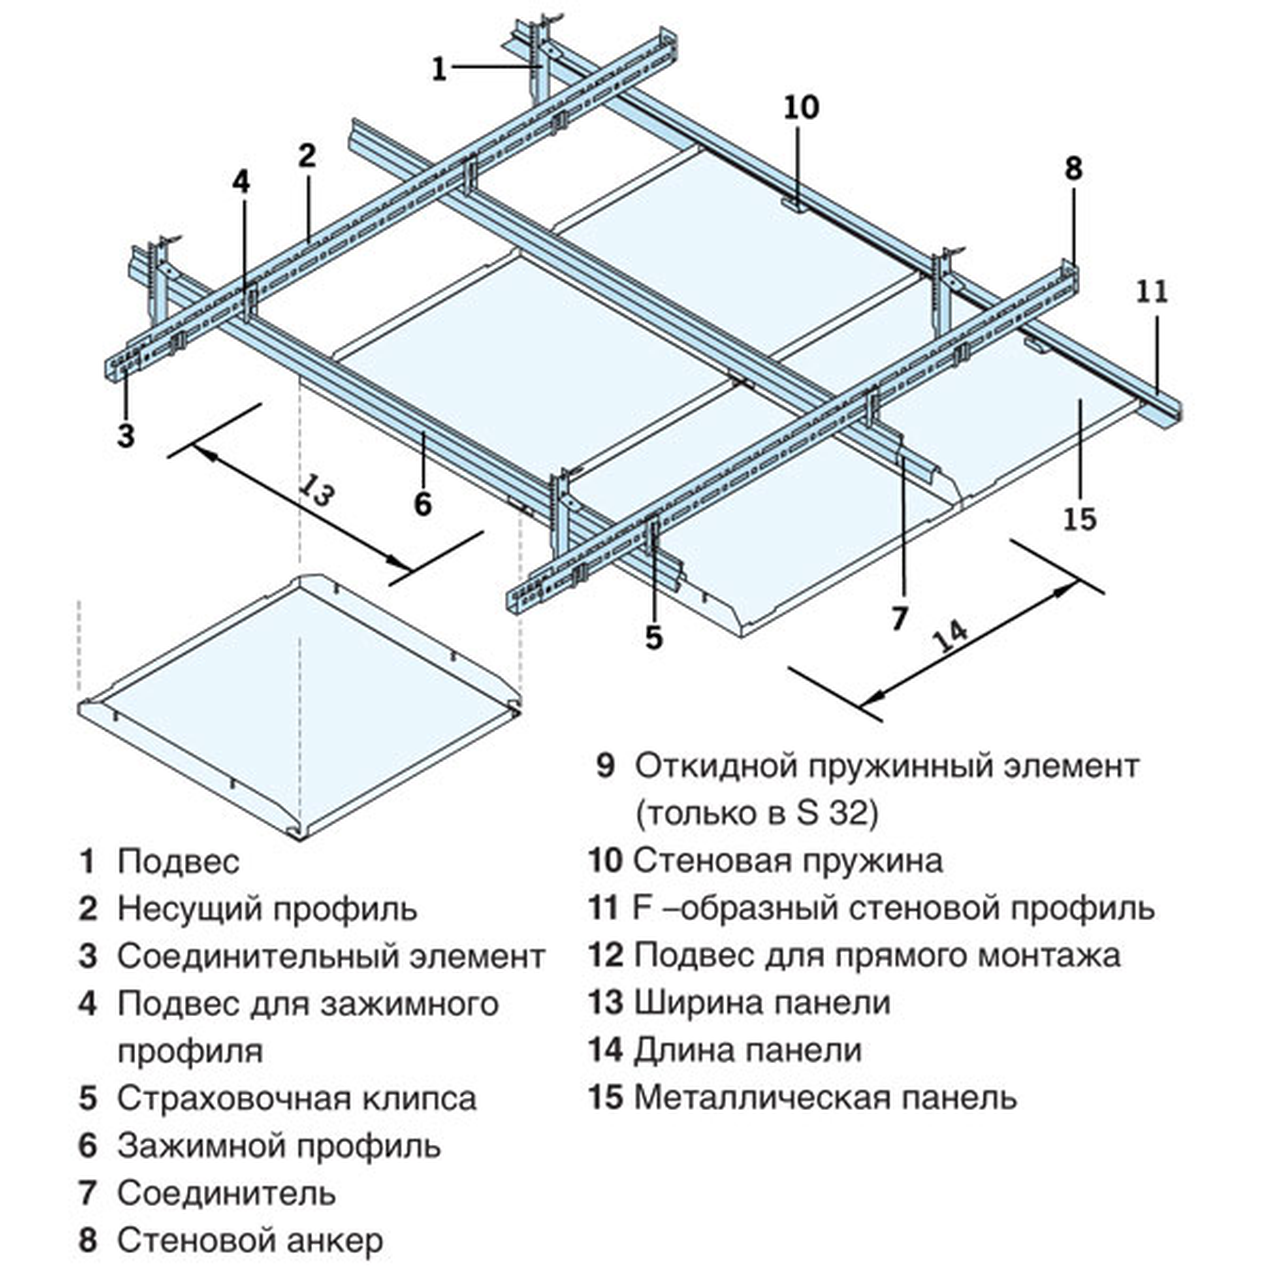 1
10
2
8
4
11
3
13
6
15
7
5
14
9 Откидной пружинный элемент
(только в S 32)
1 Подвес
2 Несущий профиль
3 Соединительный элемент
4 Подвес для зажимного
профиля
5 Страховочная клипса
6 Зажимной профиль
7 Соединитель
8 Стеновой анкер
10 Стеновая пружина
11 F –образный стеновой профиль
12 Подвес для прямого монтажа
13 Ширина панели
14 Длина панели
15 Металлическая панель